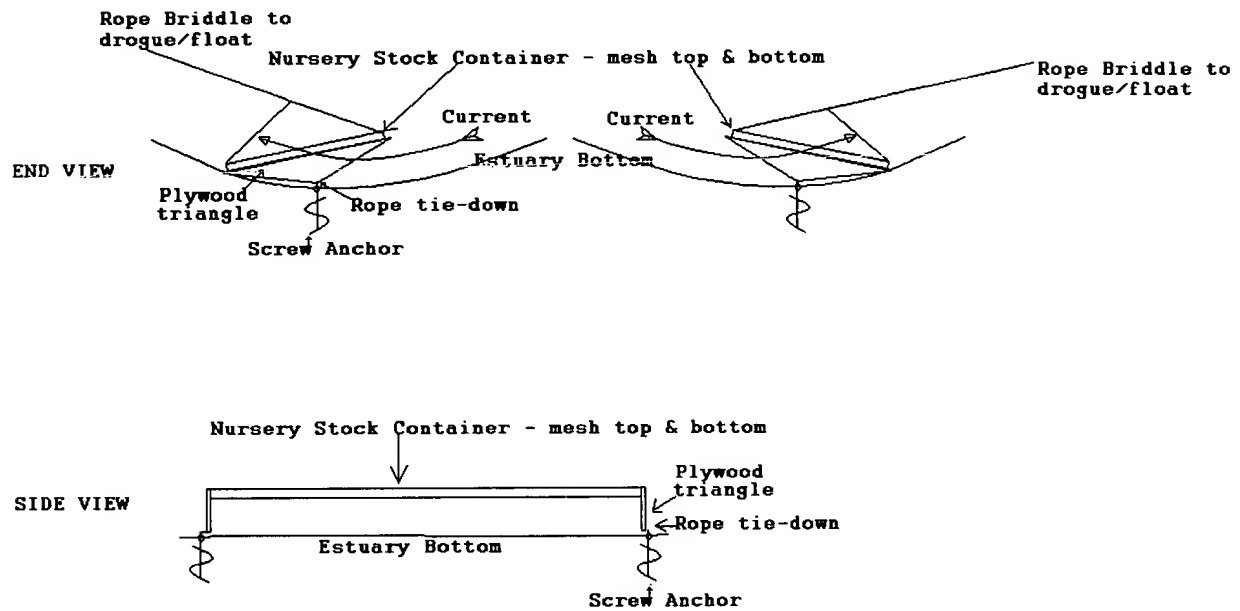 Rope Briddle to
drogue/float
Nursery Stock Container - mesh top & bottom
Rope Briddle to
drogue/float
Current
Current
Estuary Bottom
END VIEW
Plywood
triangle
Rope tie-down
Screw Anchor
Nursery Stock Container - mesh top & bottom
Plywood
triangle
SIDE VIEW
Rope tie-down
Estuary Bottom
Screw Anchor